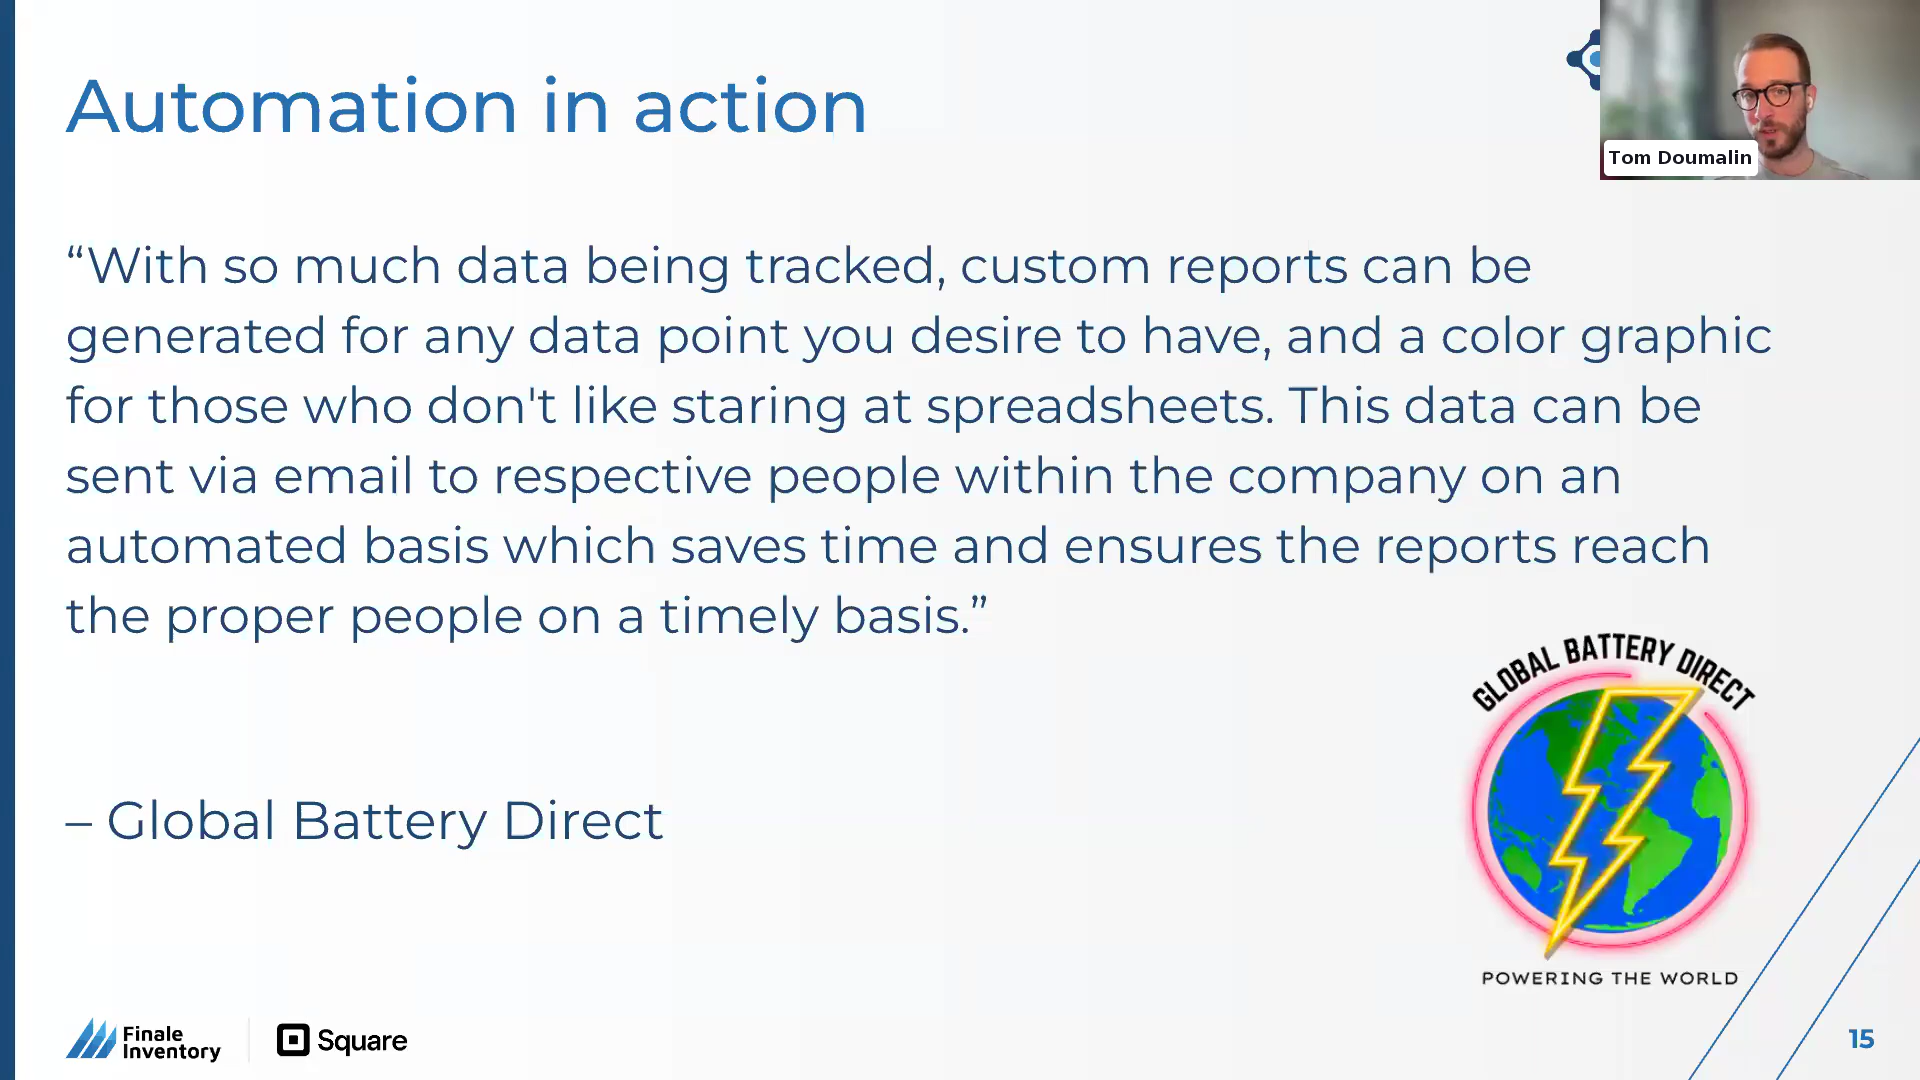 Automation in action
Tom Doumalin
“With so much data being tracked, custom reports can be
generated for any data point you desire to have, and a color graphic
for those who don't like staring at spreadsheets. This data can be
sent via email to respective people within the company on an
automated basis which saves time and ensures the reports reach
the proper people on a timely basis.”
GLOBAL BATTERY DIRECT
– Global Battery Direct
POWERING THE WORLD
Finale
Inventory
Square
15